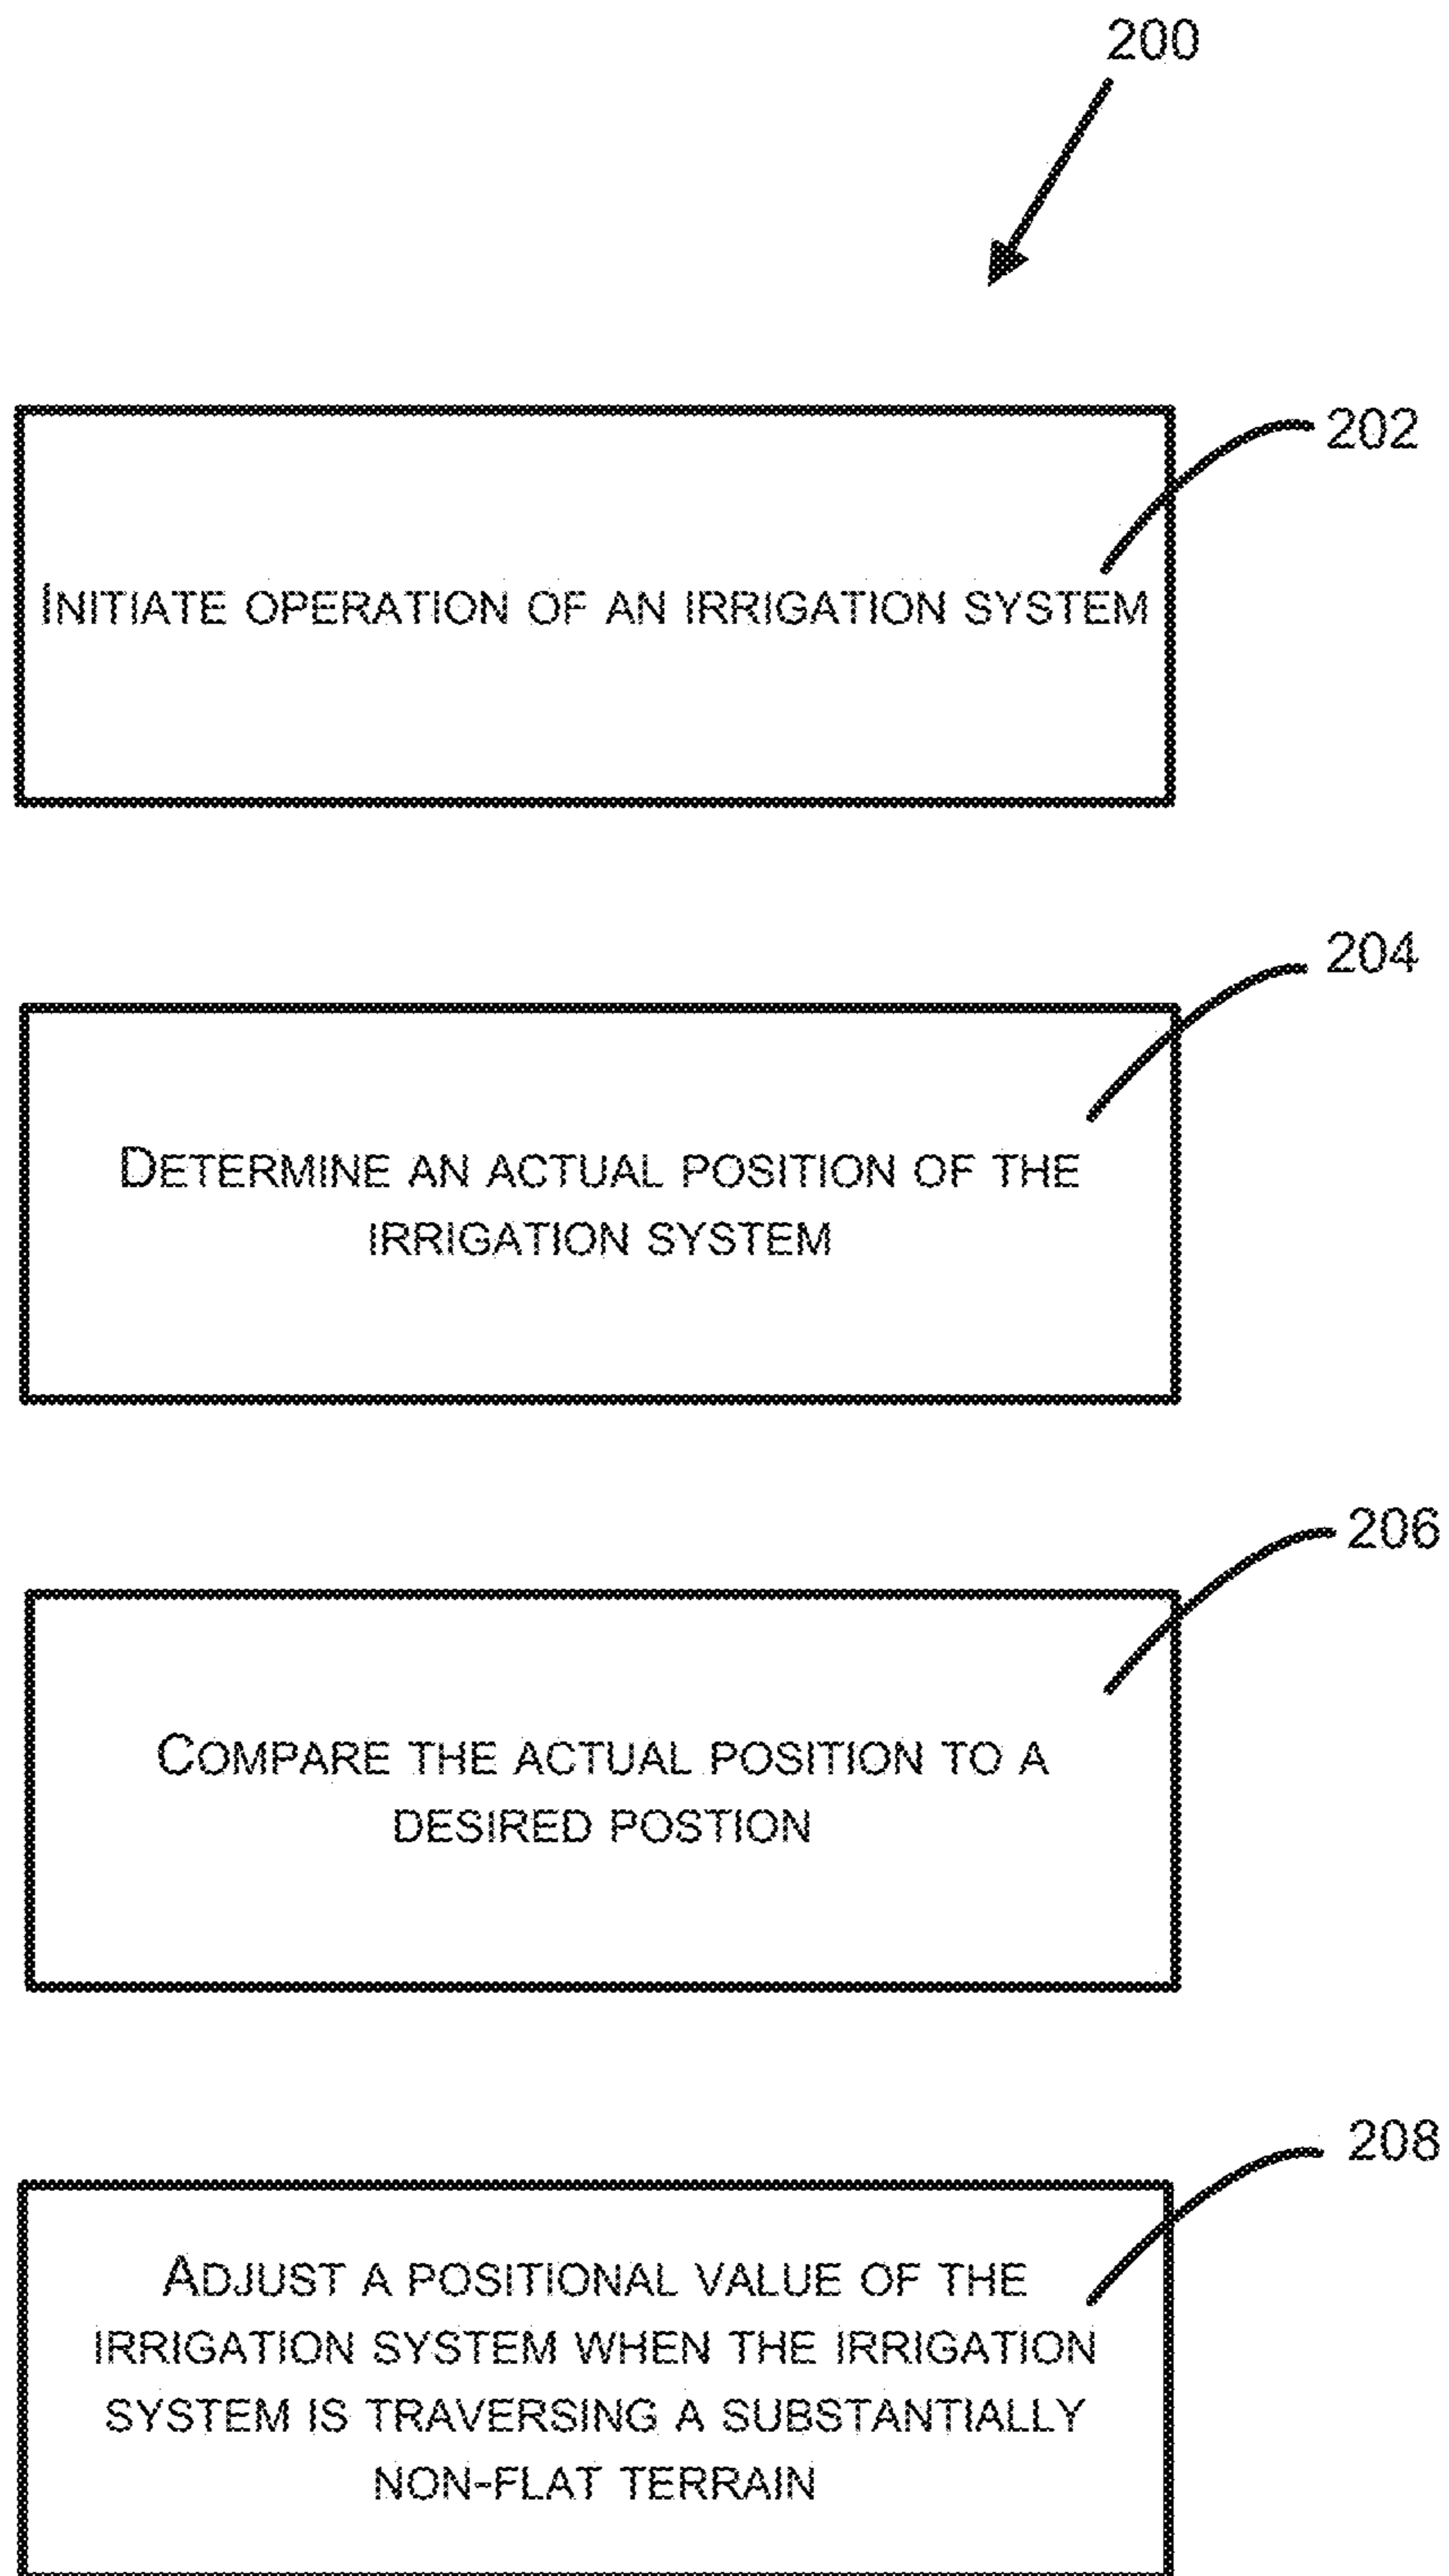 200
202
INITIATE OPERATION OF AN IRRIGATION SYSTEM
204
DETERMINE AN ACTUAL POSITION OF THE
IRRIGATION SYSTEM
206
COMPARE THE ACTUAL POSITION TO A
DESIRED POSTION
208
ADJUST A POSITIONAL VALUE OF THE
IRRIGATION SYSTEM WHEN THE IRRIGATION
SYSTEM IS TRAVERSING A SUBSTANTIALLY
NON-FLAT TERRAIN